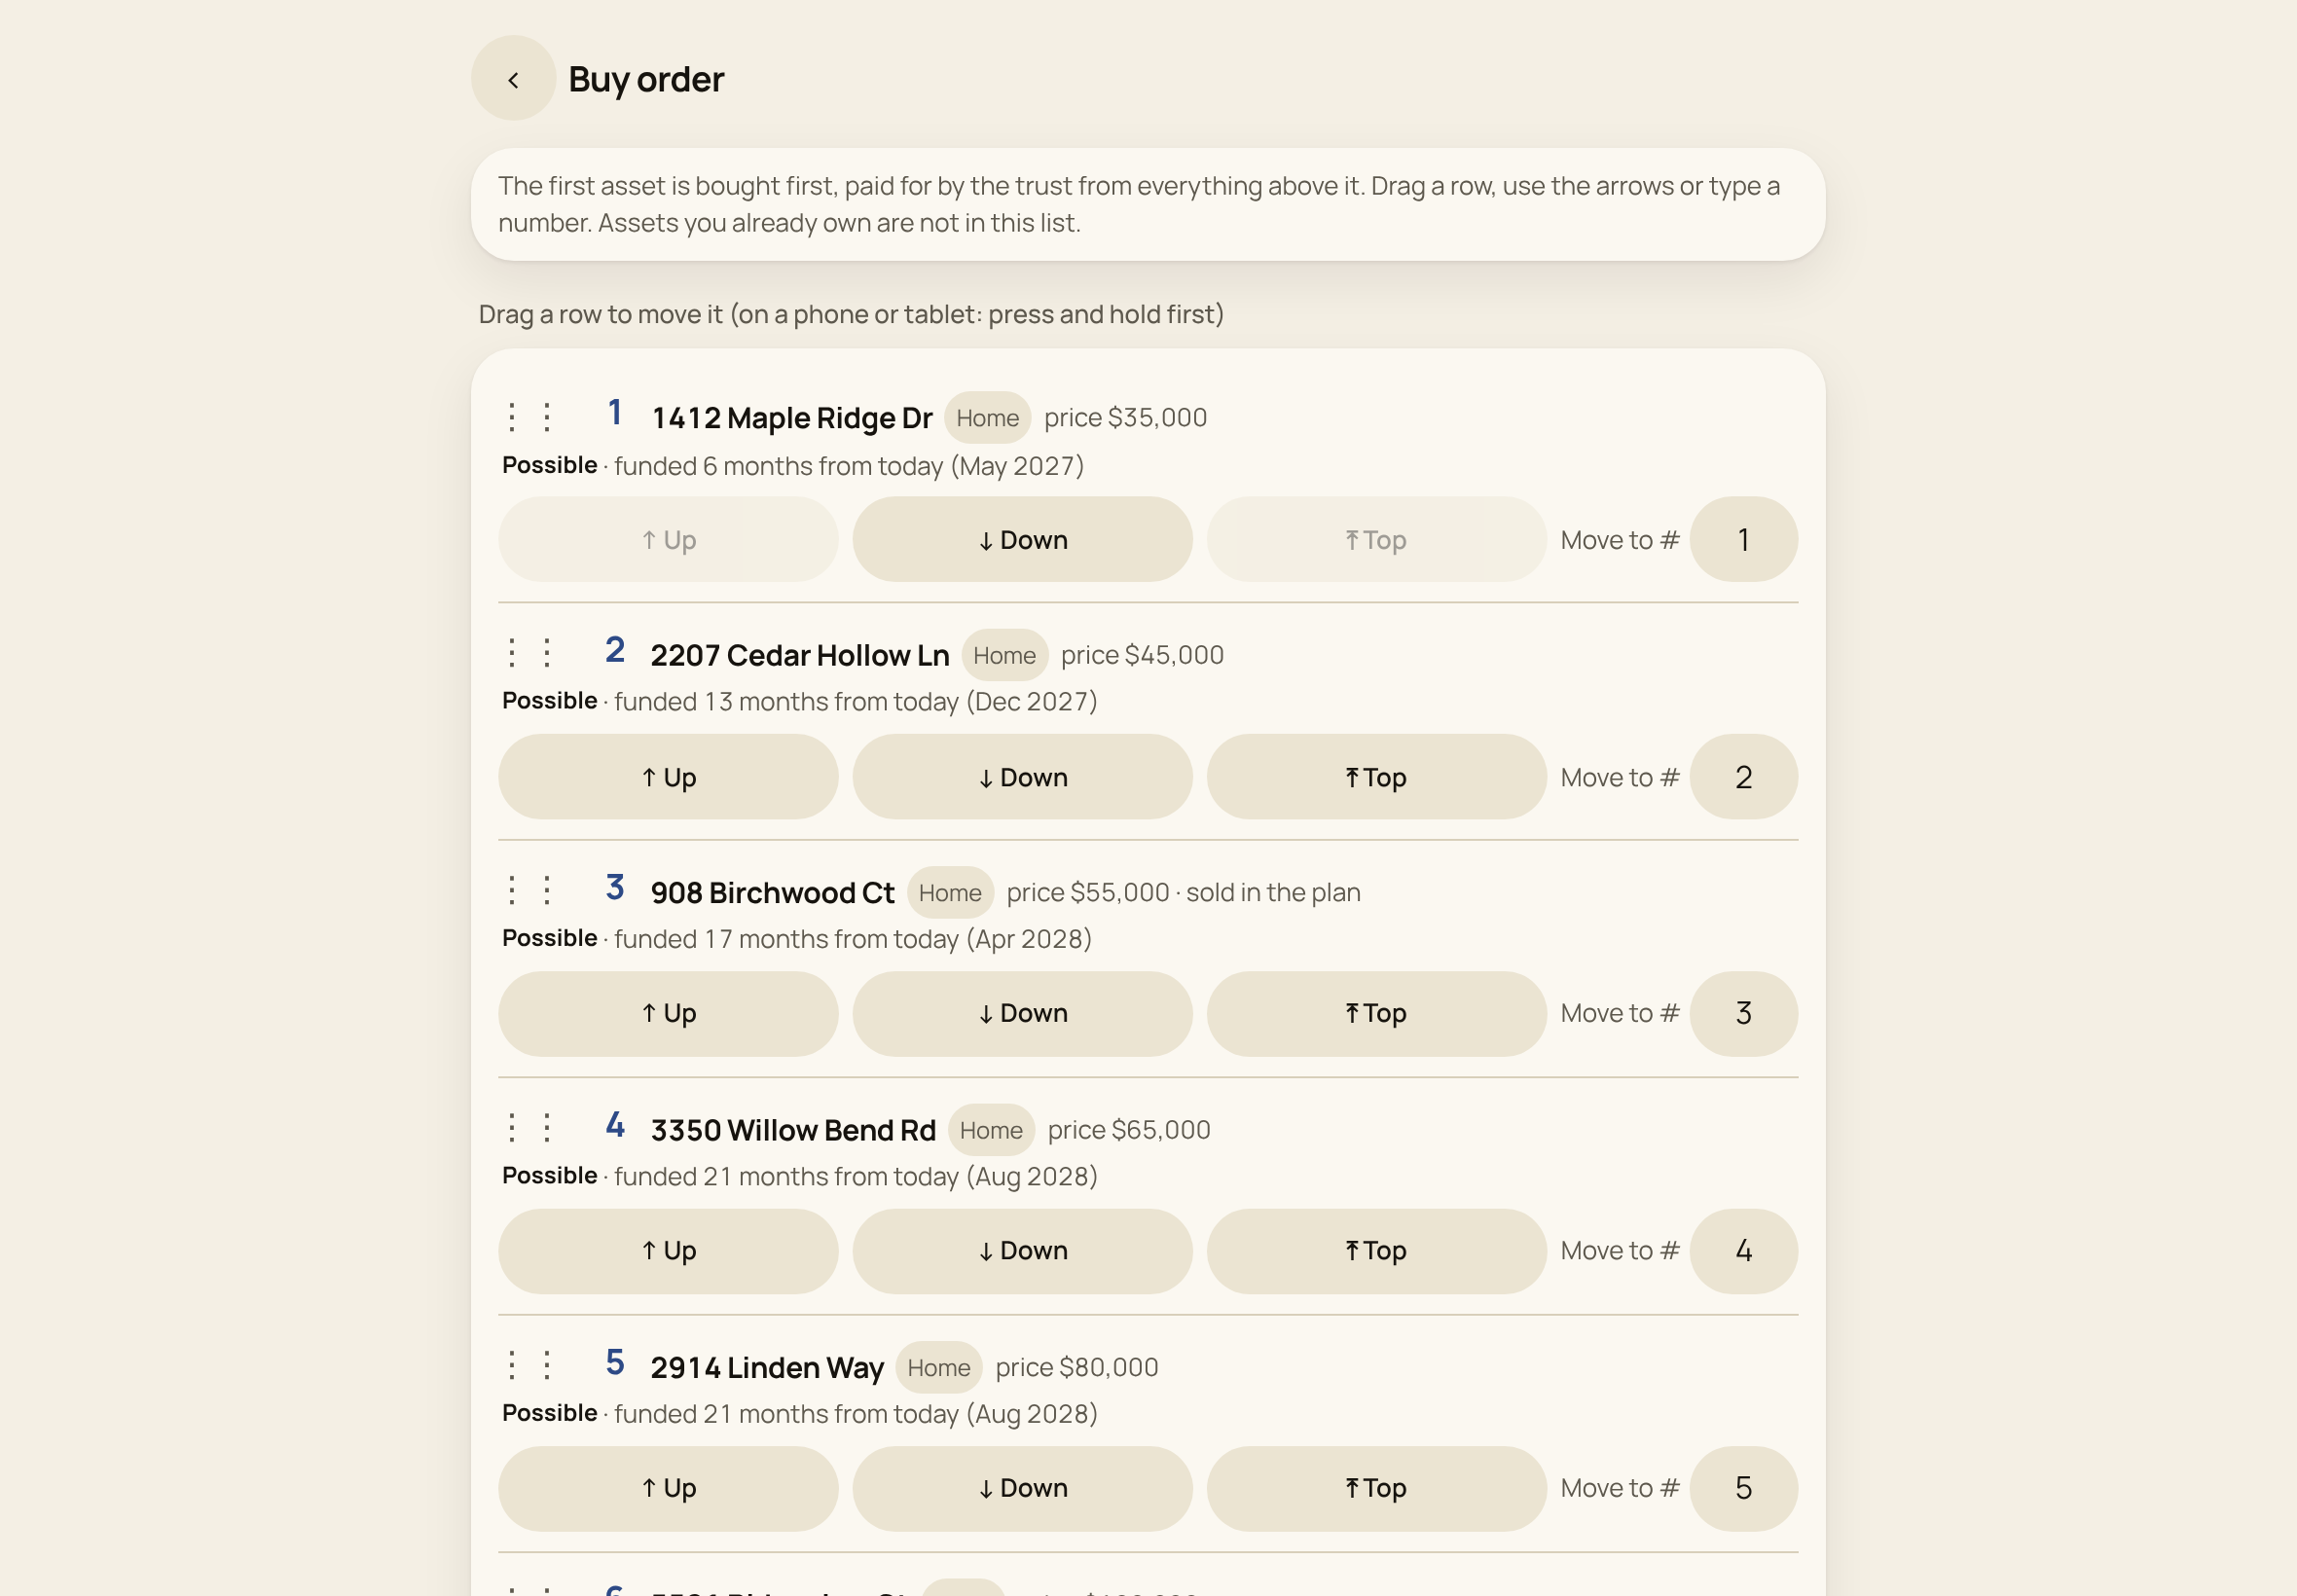 ‹ Buy order
The first asset is bought first, paid for by the trust from everything above it. Drag a row, use the arrows or type a
number. Assets you already own are not in this list.
Drag a row to move it (on a phone or tablet: press and hold first)
⋮⋮ 1 1412 Maple Ridge Dr Home price $35,000
Possible · funded 6 months from today (May 2027)
↑ Up ↓ Down ⤒ Top Move to # 1
⋮⋮ 2 2207 Cedar Hollow Ln Home price $45,000
Possible · funded 13 months from today (Dec 2027)
↑ Up ↓ Down ⤒ Top Move to # 2
⋮⋮ 3 908 Birchwood Ct Home price $55,000 · sold in the plan
Possible · funded 17 months from today (Apr 2028)
↑ Up ↓ Down ⤒ Top Move to # 3
⋮⋮ 4 3350 Willow Bend Rd Home price $65,000
Possible · funded 21 months from today (Aug 2028)
↑ Up ↓ Down ⤒ Top Move to # 4
⋮⋮ 5 2914 Linden Way Home price $80,000
Possible · funded 21 months from today (Aug 2028)
↑ Up ↓ Down ⤒ Top Move to # 5